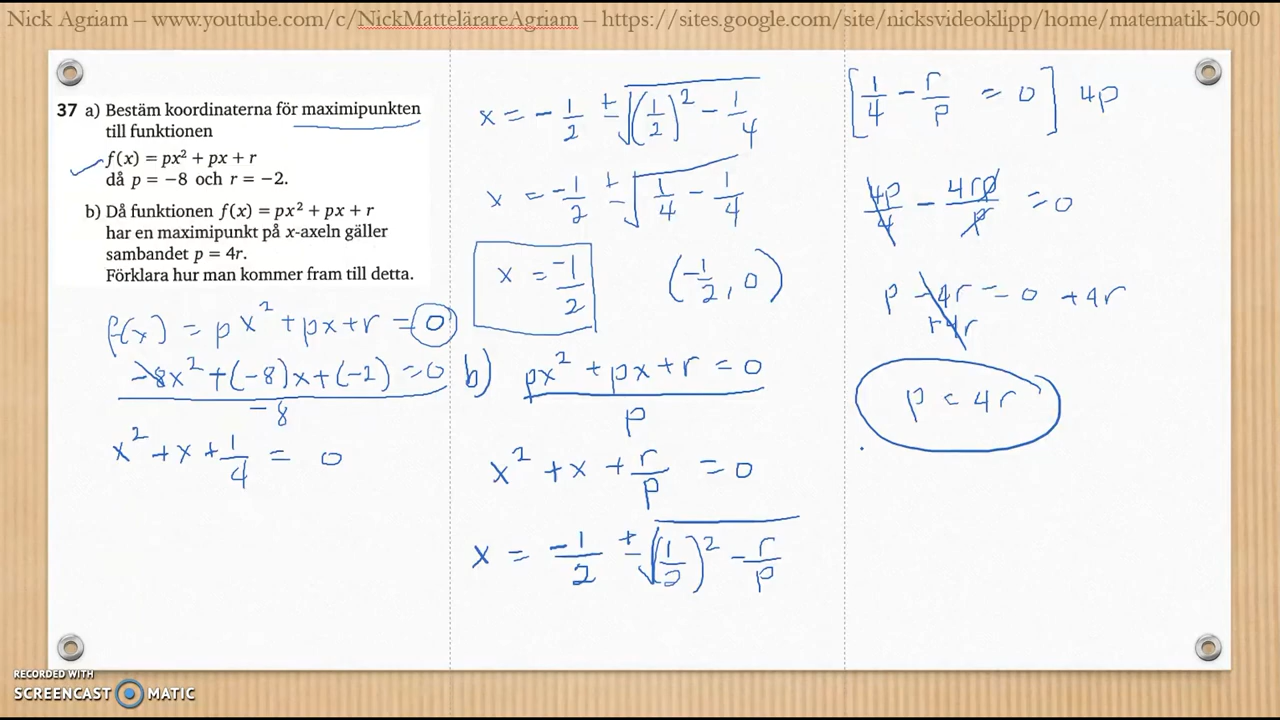 Nick Agriam – www.youtube.com/c/NickMattelärareAgriam – https://sites.google.com/site/nicksvideoklipp/home/matematik-5000
37 a) Bestäm koordinaterna för maximipunkten
till funktionen
f(x) = px² + px + r
då p = −8 och r = −2.
b) Då funktionen f(x) = px² + px + r
har en maximipunkt på x-axeln gäller
sambandet p = 4r.
Förklara hur man kommer fram till detta.
f(x) = px² + px + r = 0
-8x² + (-8)x + (-2) = 0
-8
x² + x + 1/4 = 0
x = -1/2 ± √((1/2)² - 1/4)
x = -1/2 ± √(1/4 - 1/4)
x = -1/2 (-1/2, 0)
b) px² + px + r = 0
p
x² + x + r/p = 0
x = -1/2 ± √((1/2)² - r/p)
[1/4 - r/p = 0] 4p
4p/4 - 4rp/p = 0
p - 4r = 0 + 4r
+4r
p = 4r
RECORDED WITH
SCREENCAST MATIC